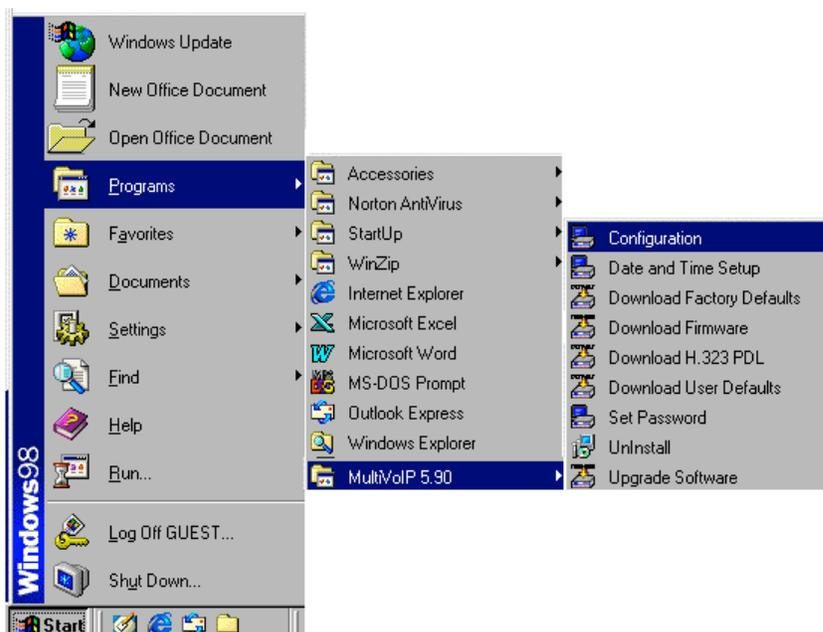 Windows Update
New Office Document
Open Office Document
Programs
Favorites
Documents
Settings
Find
Help
Run...
Log Off GUEST...
Shut Down...
Windows98
Start
Accessories
Norton AntiVirus
StartUp
WinZip
Internet Explorer
Microsoft Excel
Microsoft Word
MS-DOS Prompt
Outlook Express
Windows Explorer
MultiVoIP 5.90
Configuration
Date and Time Setup
Download Factory Defaults
Download Firmware
Download H.323 PDL
Download User Defaults
Set Password
UnInstall
Upgrade Software